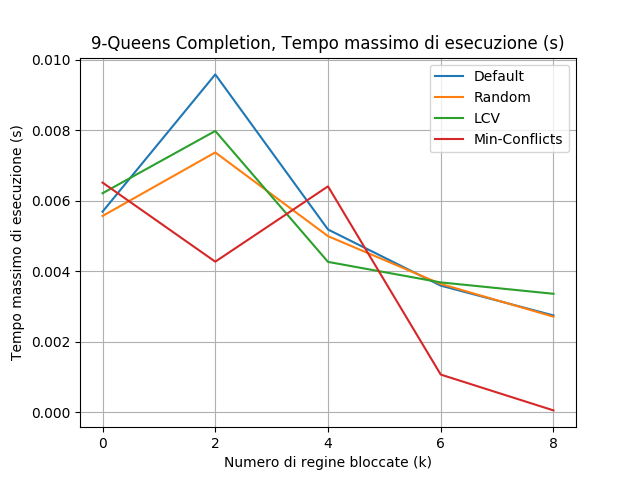 9-Queens Completion, Tempo massimo di esecuzione (s)
Default
Random
LCV
Min-Conflicts
Tempo massimo di esecuzione (s)
0.010
0.008
0.006
0.004
0.002
0.000
0 2 4 6 8
Numero di regine bloccate (k)